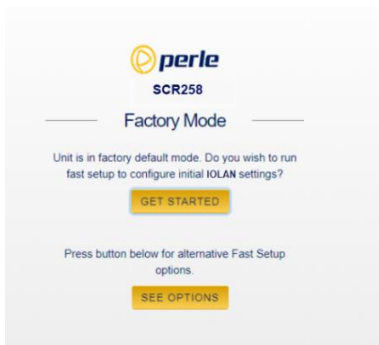 perle
SCR258
Factory Mode
Unit is in factory default mode. Do you wish to run
fast setup to configure initial IOLAN settings?
GET STARTED
Press button below for alternative Fast Setup
options.
SEE OPTIONS